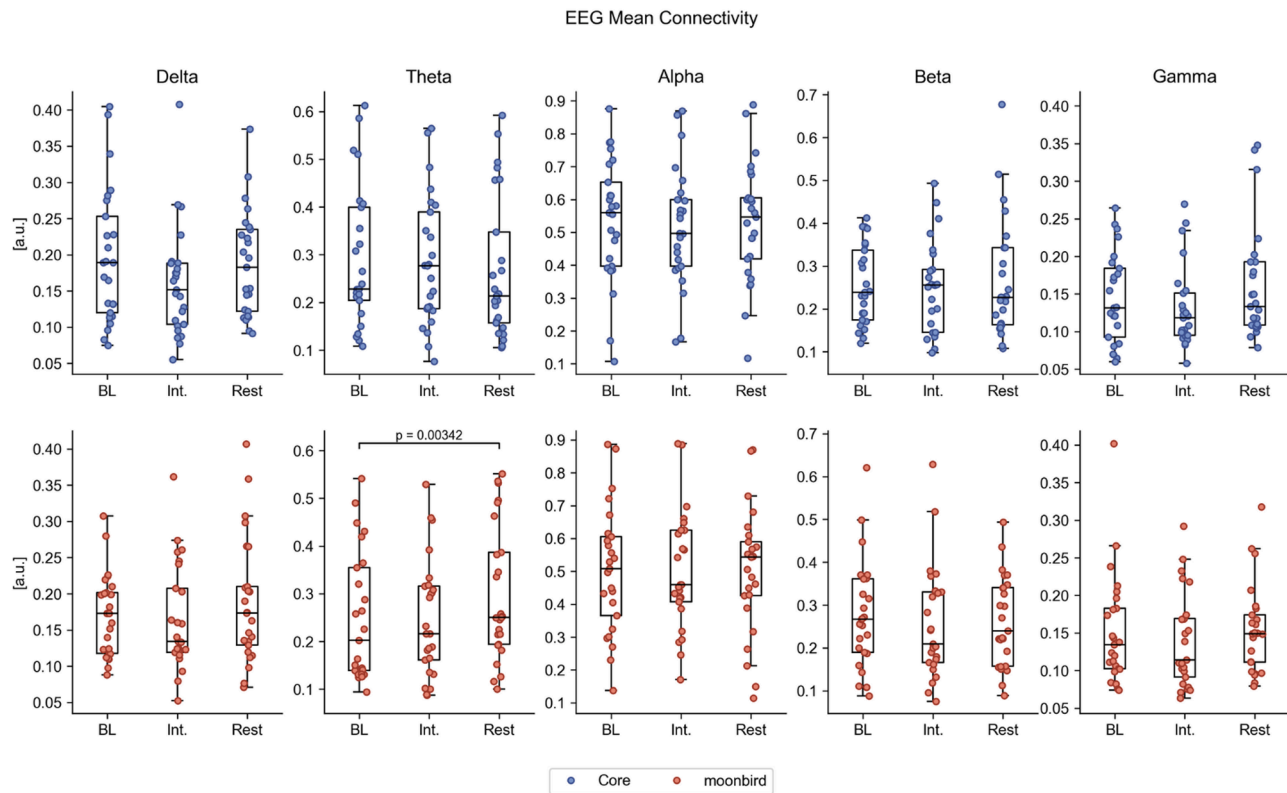 EEG Mean Connectivity
Delta Theta Alpha Beta Gamma
0.40 0.35 0.30 0.25 0.20 0.15 0.10 0.05
[a.u.]
BL Int. Rest
0.6 0.5 0.4 0.3 0.2 0.1
BL Int. Rest
0.9 0.8 0.7 0.6 0.5 0.4 0.3 0.2 0.1
BL Int. Rest
0.7 0.6 0.5 0.4 0.3 0.2 0.1
BL Int. Rest
0.40 0.35 0.30 0.25 0.20 0.15 0.10 0.05
BL Int. Rest
0.40 0.35 0.30 0.25 0.20 0.15 0.10 0.05
[a.u.]
BL Int. Rest
p = 0.00342
0.6 0.5 0.4 0.3 0.2 0.1
BL Int. Rest
0.9 0.8 0.7 0.6 0.5 0.4 0.3 0.2 0.1
BL Int. Rest
0.7 0.6 0.5 0.4 0.3 0.2 0.1
BL Int. Rest
0.40 0.35 0.30 0.25 0.20 0.15 0.10 0.05
BL Int. Rest
Core moonbird